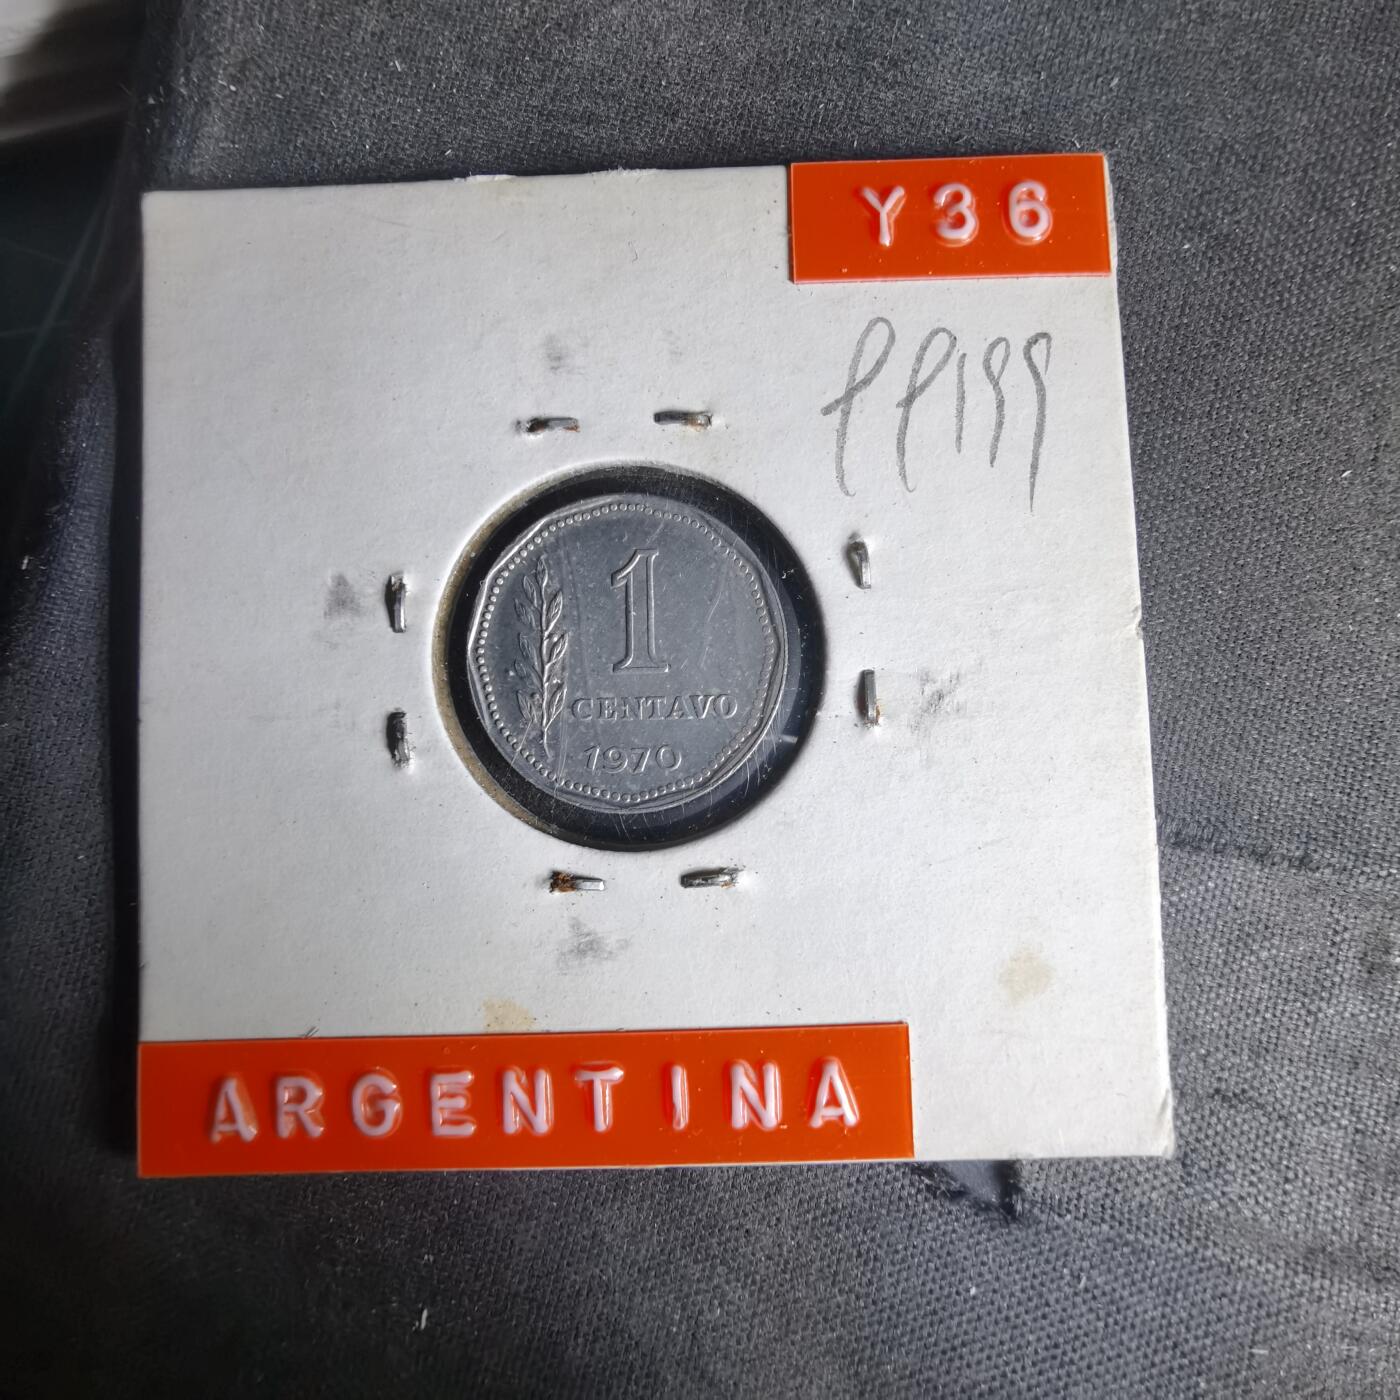 Y36
1
CENTAVO
1970
ARGENTINA